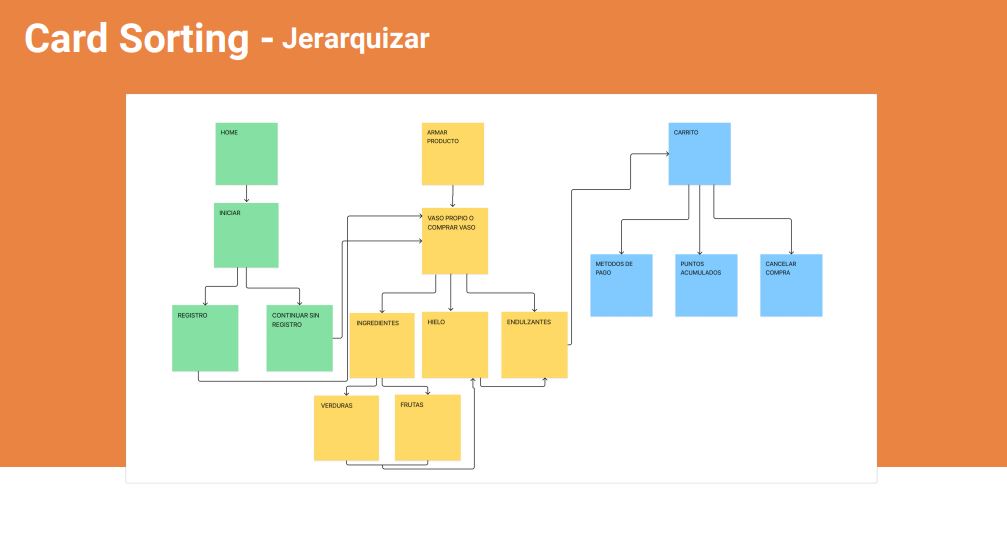 Card Sorting - Jerarquizar
HOME
ARMAR
PRODUCTO
CARRITO
INICIAR
VASO PROPIO O
COMPRAR VASO
METODOS DE
PAGO
PUNTOS
ACUMULADOS
CANCELAR
COMPRA
REGISTRO
CONTINUAR SIN
REGISTRO
INGREDIENTES
HIELO
ENDULZANTES
VERDURAS
FRUTAS